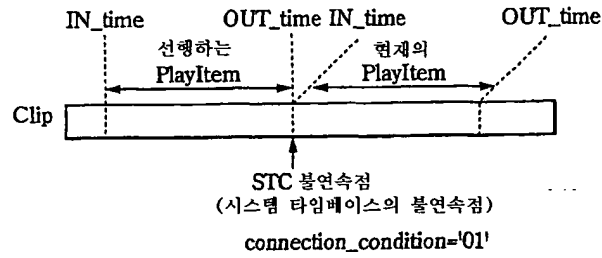 IN_time OUT_time IN_time OUT_time
선행하는 현재의
PlayItem PlayItem
Clip
STC 불연속점
(시스템 타임베이스의 불연속점)
connection_condition='01'